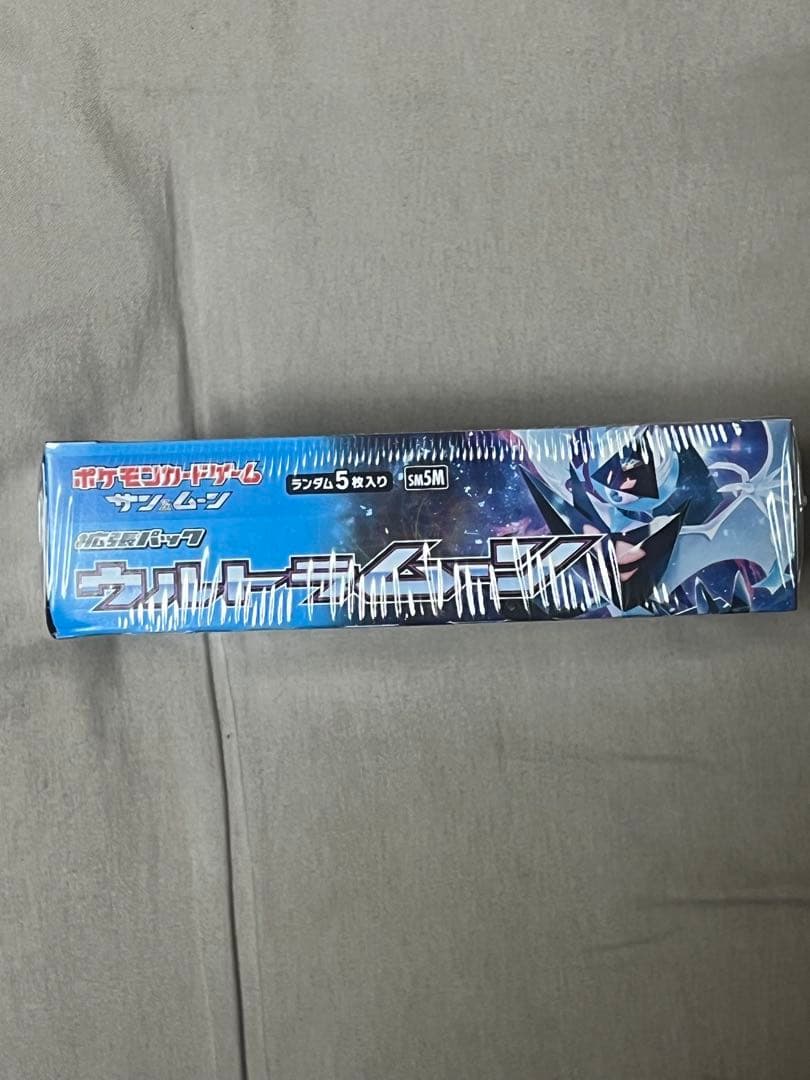 ポケモンカードゲーム
サン&ムーン
ランダム5枚入り
SM5M
拡張パック
ウルトラムーン